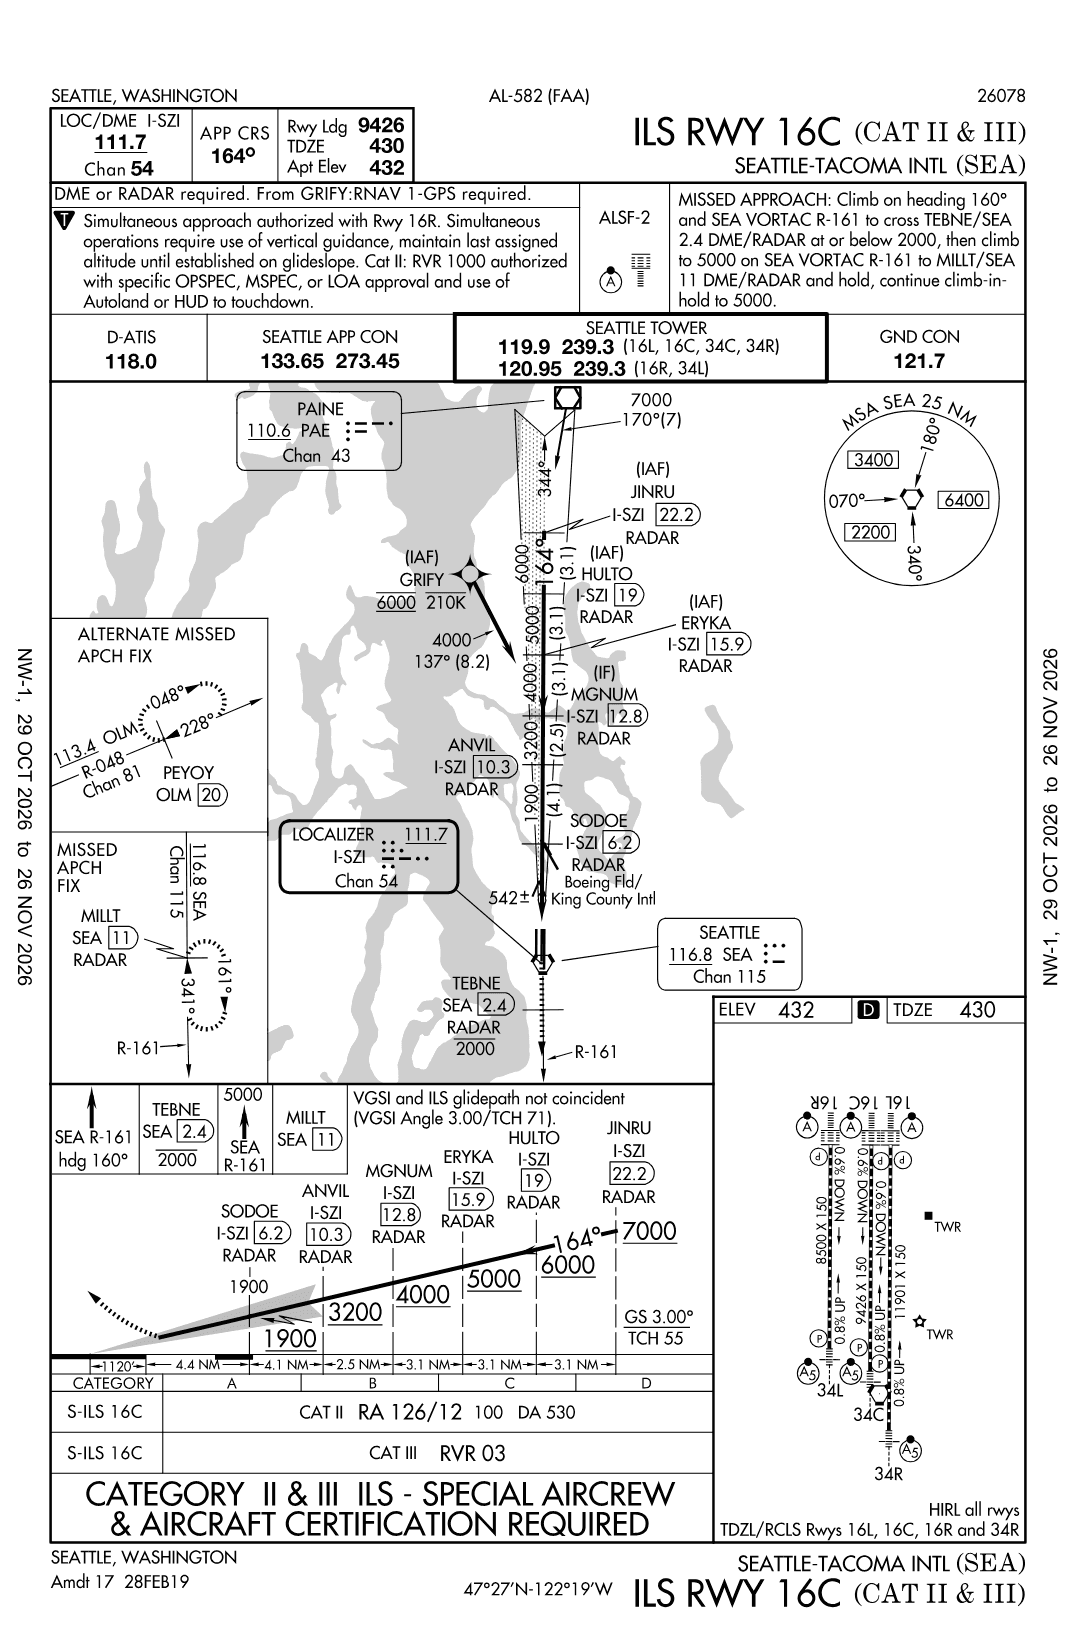 SEATTLE, WASHINGTON
AL-582 (FAA)
26078
LOC/DME I-SZI
111.7
Chan 54
APP CRS
164°
Rwy Ldg 9426
TDZE 430
Apt Elev 432
ILS RWY 16C (CAT II & III)
SEATTLE-TACOMA INTL (SEA)
DME or RADAR required. From GRIFY:RNAV 1-GPS required.
T
Simultaneous approach authorized with Rwy 16R. Simultaneous
operations require use of vertical guidance, maintain last assigned
altitude until established on glideslope. Cat II: RVR 1000 authorized
with specific OPSPEC, MSPEC, or LOA approval and use of
Autoland or HUD to touchdown.
ALSF-2
A
MISSED APPROACH: Climb on heading 160°
and SEA VORTAC R-161 to cross TEBNE/SEA
2.4 DME/RADAR at or below 2000, then climb
to 5000 on SEA VORTAC R-161 to MILLT/SEA
11 DME/RADAR and hold, continue climb-in-
hold to 5000.
D-ATIS
118.0
SEATTLE APP CON
133.65 273.45
SEATTLE TOWER
119.9 239.3 (16L, 16C, 34C, 34R)
120.95 239.3 (16R, 34L)
GND CON
121.7
PAINE
110.6 PAE
Chan 43
7000
170°(7)
344°
(IAF)
JINRU
I-SZI 22.2
RADAR
164°
6000
(3.1)
(IAF)
HULTO
I-SZI 19
RADAR
(IAF)
GRIFY
6000 210K
4000
137° (8.2)
5000
(3.1)
(IAF)
ERYKA
I-SZI 15.9
RADAR
4000
(3.1)
(IF)
MGNUM
I-SZI 12.8
RADAR
3200
(2.5)
ANVIL
I-SZI 10.3
RADAR
1900
(4.1)
SODOE
I-SZI 6.2
RADAR
Boeing Fld/
King County Intl
542±
LOCALIZER 111.7
I-SZI
Chan 54
SEATTLE
116.8 SEA
Chan 115
TEBNE
SEA 2.4
RADAR
2000
R-161
MSA SEA 25 NM
180°
3400
070°
6400
2200
340°
ALTERNATE MISSED
APCH FIX
048°
228°
113.4 OLM
R-048
Chan 81
PEYOY
OLM 20
MISSED
APCH
FIX
116.8 SEA
Chan 115
MILLT
SEA 11
RADAR
161°
341°
R-161
NW-1, 29 OCT 2026 to 26 NOV 2026
NW-1, 29 OCT 2026 to 26 NOV 2026
SEA R-161
hdg 160°
TEBNE
SEA 2.4
2000
5000
SEA
R-161
MILLT
SEA 11
VGSI and ILS glidepath not coincident
(VGSI Angle 3.00/TCH 71).
JINRU
I-SZI
22.2
RADAR
HULTO
I-SZI
19
RADAR
ERYKA
I-SZI
15.9
RADAR
MGNUM
I-SZI
12.8
RADAR
ANVIL
I-SZI
10.3
RADAR
SODOE
I-SZI 6.2
RADAR
1900
164°
7000
6000
5000
4000
3200
1900
GS 3.00°
TCH 55
1120'
4.4 NM
4.1 NM
2.5 NM
3.1 NM
3.1 NM
3.1 NM
CATEGORY A B C D
S-ILS 16C
CAT II RA 126/12 100 DA 530
S-ILS 16C
CAT III RVR 03
CATEGORY II & III ILS - SPECIAL AIRCREW
& AIRCRAFT CERTIFICATION REQUIRED
ELEV 432
D
TDZE 430
16R 16C 16L
A A A
P P P
0.6% DOWN
0.6% DOWN
0.6% DOWN
8500 X 150
9426 X 150
11901 X 150
TWR
TWR
0.8% UP
0.8% UP
0.8% UP
P P P
A5 A5
34L
34C
A5
34R
HIRL all rwys
TDZL/RCLS Rwys 16L, 16C, 16R and 34R
SEATTLE, WASHINGTON
Amdt 17 28FEB19
47°27'N-122°19'W
SEATTLE-TACOMA INTL (SEA)
ILS RWY 16C (CAT II & III)